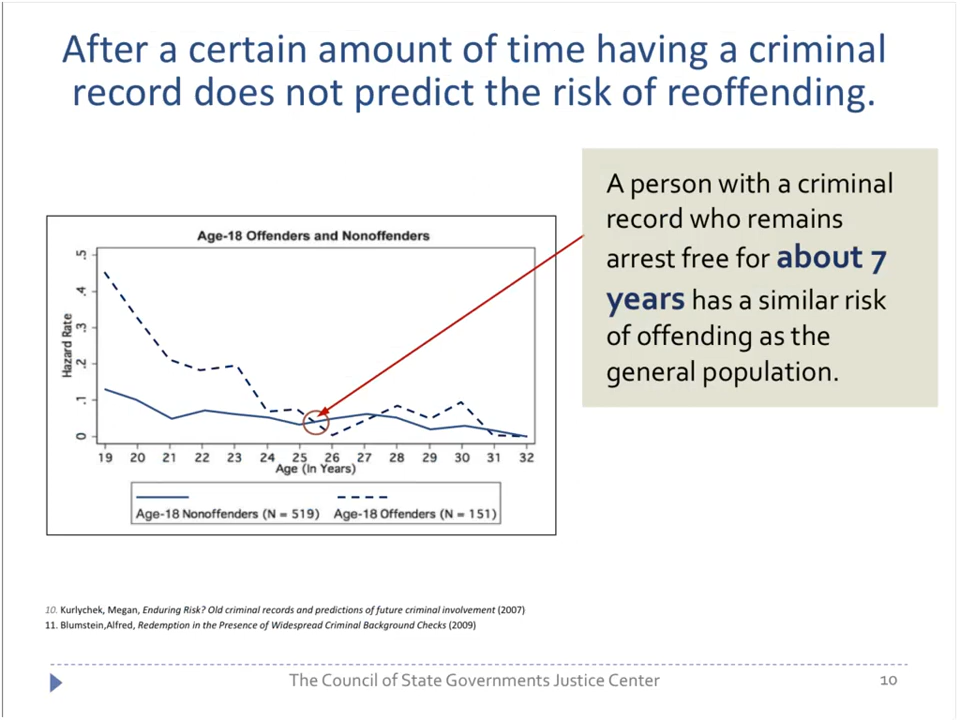 After a certain amount of time having a criminal
record does not predict the risk of reoffending.
A person with a criminal
record who remains
arrest free for about 7
years has a similar risk
of offending as the
general population.
Age-18 Offenders and Nonoffenders
Hazard Rate
.5
.4
.3
.2
.1
0
19 20 21 22 23 24 25 26 27 28 29 30 31 32
Age (In Years)
Age-18 Nonoffenders (N = 519) Age-18 Offenders (N = 151)
10. Kurlychek, Megan, Enduring Risk? Old criminal records and predictions of future criminal involvement (2007)
11. Blumstein,Alfred, Redemption in the Presence of Widespread Criminal Background Checks (2009)
The Council of State Governments Justice Center
10